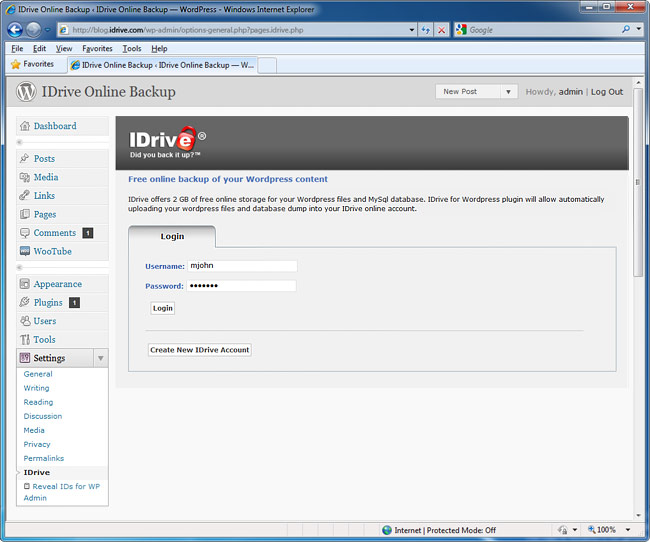 IDrive Online Backup ‹ IDrive Online Backup — WordPress - Windows Internet Explorer
http://blog.idrive.com/wp-admin/options-general.php?pages.idrive.php
Google
File Edit View Favorites Tools Help
Favorites
IDrive Online Backup ‹ IDrive Online Backup — W...
IDrive Online Backup
New Post
Howdy, admin | Log Out
Dashboard
Posts
Media
Links
Pages
Comments 1
WooTube
Appearance
Plugins 1
Users
Tools
Settings
General
Writing
Reading
Discussion
Media
Privacy
Permalinks
IDrive
Reveal IDs for WP
Admin
IDrive®
Did you back it up?™
Free online backup of your Wordpress content
IDrive offers 2 GB of free online storage for your Wordpress files and MySql database. IDrive for Wordpress plugin will allow automatically
uploading your wordpress files and database dump into your IDrive online account.
Login
Username: mjohn
Password: •••••••
Login
Create New IDrive Account
Internet | Protected Mode: Off
100%